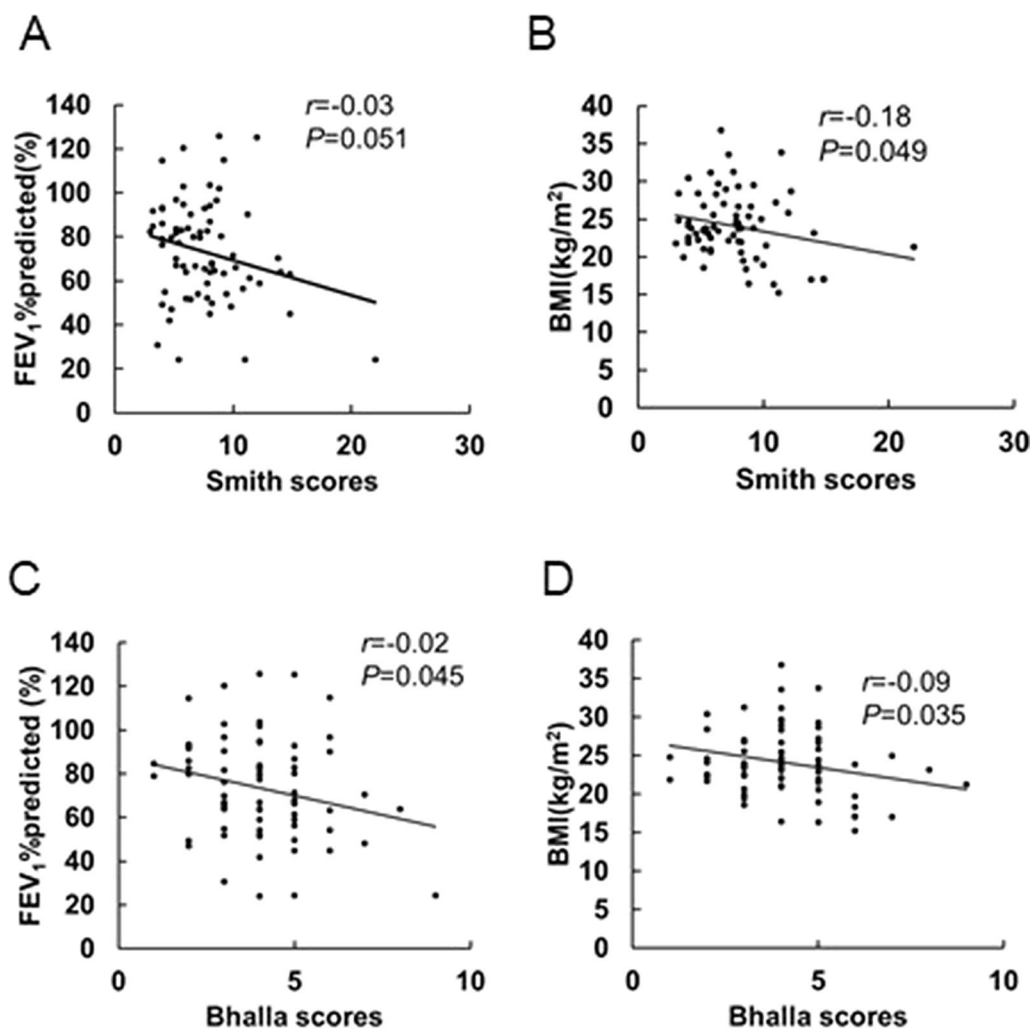 A
r=-0.03
P=0.051
FEV₁%predicted(%)
140
120
100
80
60
40
20
0
0 10 20 30
Smith scores
B
r=-0.18
P=0.049
BMI(kg/m²)
40
35
30
25
20
15
10
5
0
0 10 20 30
Smith scores
C
r=-0.02
P=0.045
FEV₁%predicted (%)
140
120
100
80
60
40
20
0
0 5 10
Bhalla scores
D
r=-0.09
P=0.035
BMI(kg/m²)
40
35
30
25
20
15
10
5
0
0 5 10
Bhalla scores